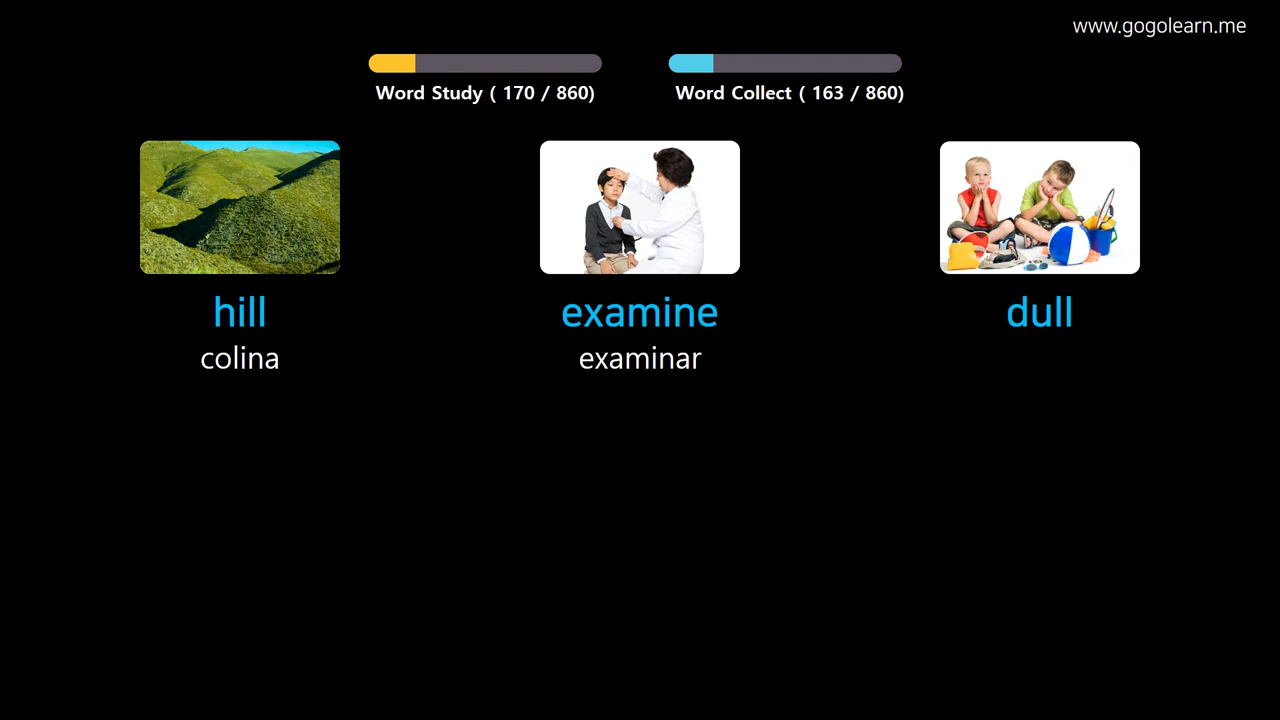 www.gogolearn.me
Word Study ( 170 / 860)
Word Collect ( 163 / 860)
hill
examine
dull
colina
examinar